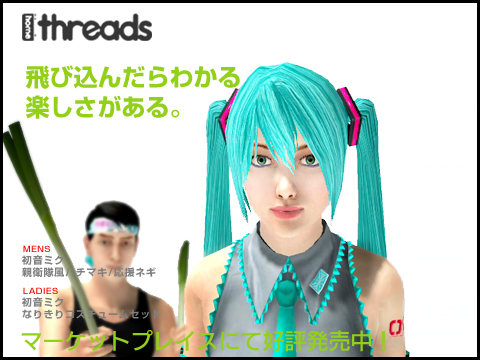 home
threads
飛び込んだらわかる
楽しさがある。
MENS
初音ミク
親衛隊風ハチマキ/応援ネギ
LADIES
初音ミク
なりきりコスチュームセット
マーケットプレイスにて好評発売中！